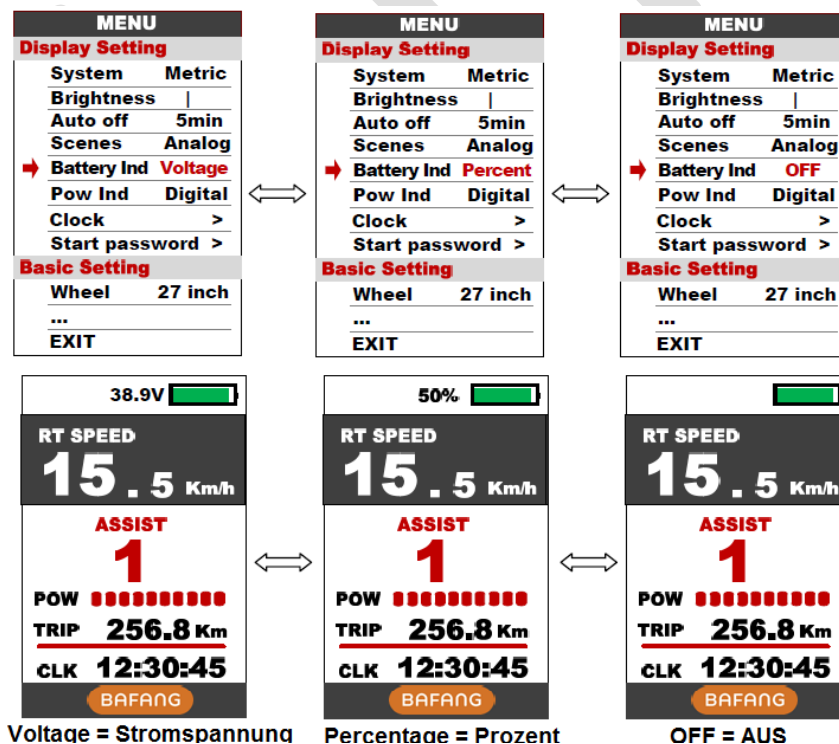 MENU
Display Setting
System Metric
Brightness |
Auto off 5min
Scenes Analog
Battery Ind Voltage
Pow Ind Digital
Clock >
Start password >
Basic Setting
Wheel 27 inch
...
EXIT
MENU
Display Setting
System Metric
Brightness |
Auto off 5min
Scenes Analog
Battery Ind Percent
Pow Ind Digital
Clock >
Start password >
Basic Setting
Wheel 27 inch
...
EXIT
MENU
Display Setting
System Metric
Brightness |
Auto off 5min
Scenes Analog
Battery Ind OFF
Pow Ind Digital
Clock >
Start password >
Basic Setting
Wheel 27 inch
...
EXIT
38.9V
RT SPEED
15.5 Km/h
ASSIST
1
POW
TRIP 256.8 Km
CLK 12:30:45
BAFANG
Voltage = Stromspannung
50%
RT SPEED
15.5 Km/h
ASSIST
1
POW
TRIP 256.8 Km
CLK 12:30:45
BAFANG
Percentage = Prozent
RT SPEED
15.5 Km/h
ASSIST
1
POW
TRIP 256.8 Km
CLK 12:30:45
BAFANG
OFF = AUS